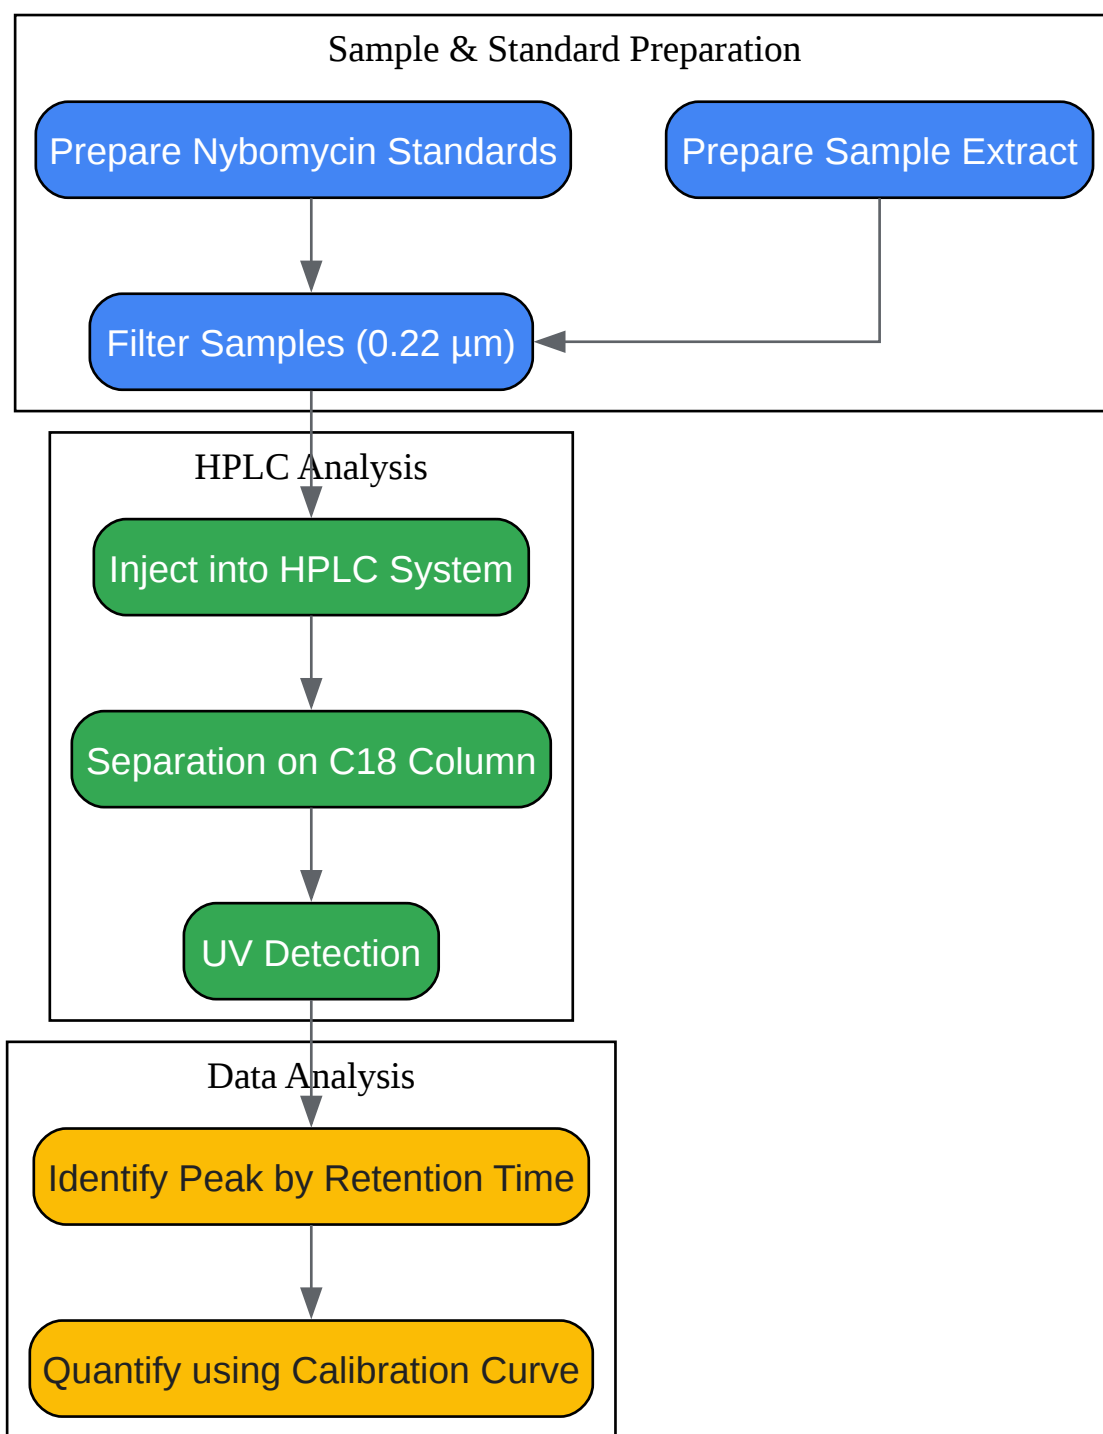 Sample & Standard Preparation
Prepare Nybomycin Standards
Prepare Sample Extract
Filter Samples (0.22 µm)
HPLC Analysis
Inject into HPLC System
Separation on C18 Column
UV Detection
Data Analysis
Identify Peak by Retention Time
Quantify using Calibration Curve